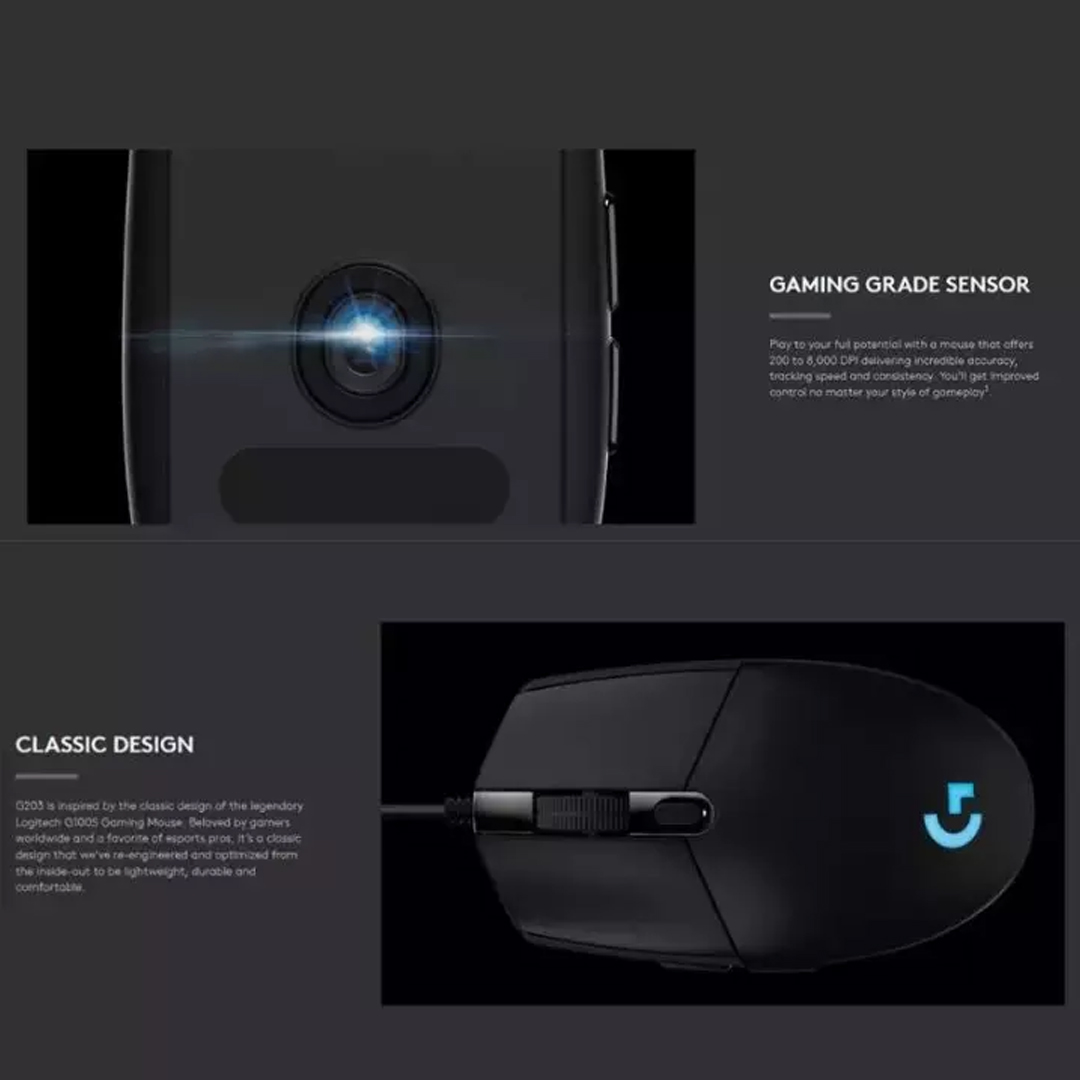 GAMING GRADE SENSOR
Play to your full potential with a mouse that offers
200 to 8,000 DPI delivering incredible accuracy,
tracking speed and consistency. You'll get improved
control no master your style of gameplay¹.
CLASSIC DESIGN
G203 is inspired by the classic design of the legendary
Logitech G100S Gaming Mouse. Beloved by gamers
worldwide and a favorite of esports pros. It's a classic
design that we've re-engineered and optimized from
the inside-out to be lightweight, durable and
comfortable.